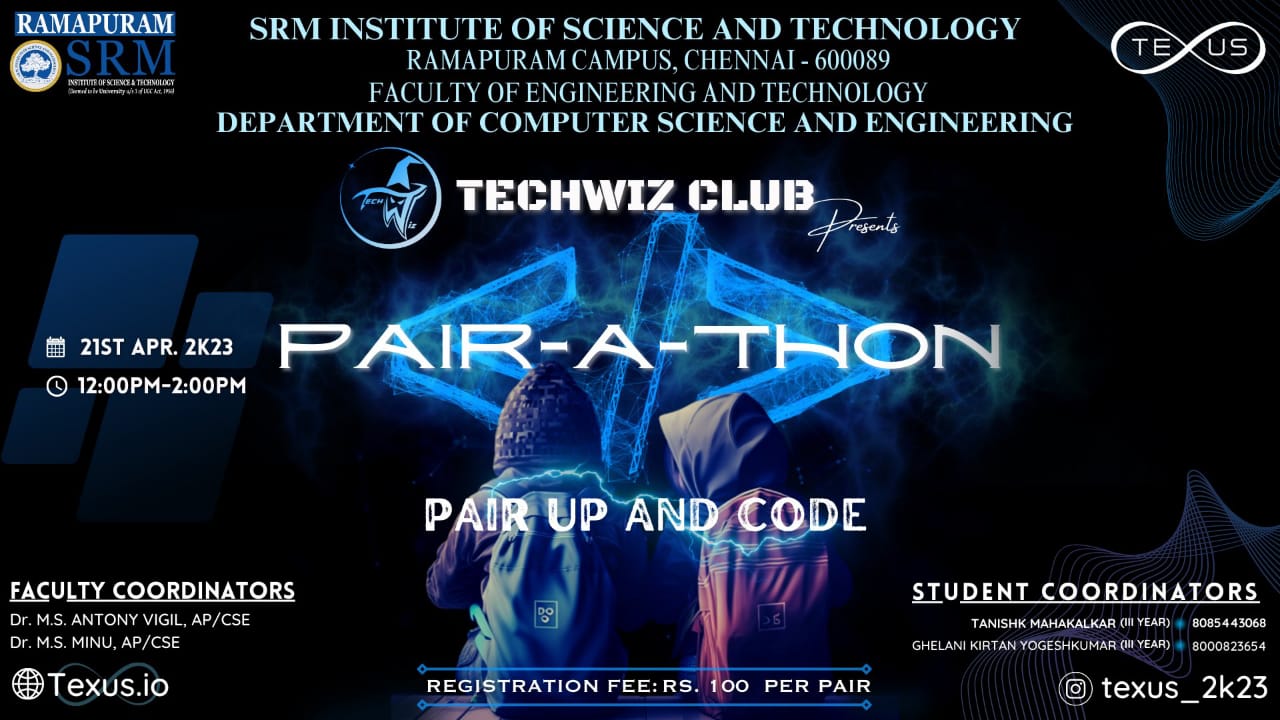 RAMAPURAM
SRM
INSTITUTE OF SCIENCE & TECHNOLOGY
(Deemed to be University u/s 3 of UGC Act, 1956)
SRM INSTITUTE OF SCIENCE AND TECHNOLOGY
RAMAPURAM CAMPUS, CHENNAI - 600089
FACULTY OF ENGINEERING AND TECHNOLOGY
DEPARTMENT OF COMPUTER SCIENCE AND ENGINEERING
TEXUS
TECH WIZ
TECHWIZ CLUB
Presents
21ST APR. 2K23
12:00PM-2:00PM
PAIR-A-THON
PAIR UP AND CODE
FACULTY COORDINATORS
Dr. M.S. ANTONY VIGIL, AP/CSE
Dr. M.S. MINU, AP/CSE
Texus.io
STUDENT COORDINATORS
TANISHK MAHAKALKAR (III YEAR) 8085443068
GHELANI KIRTAN YOGESHKUMAR (III YEAR) 8000823654
texus_2k23
REGISTRATION FEE: RS. 100 PER PAIR